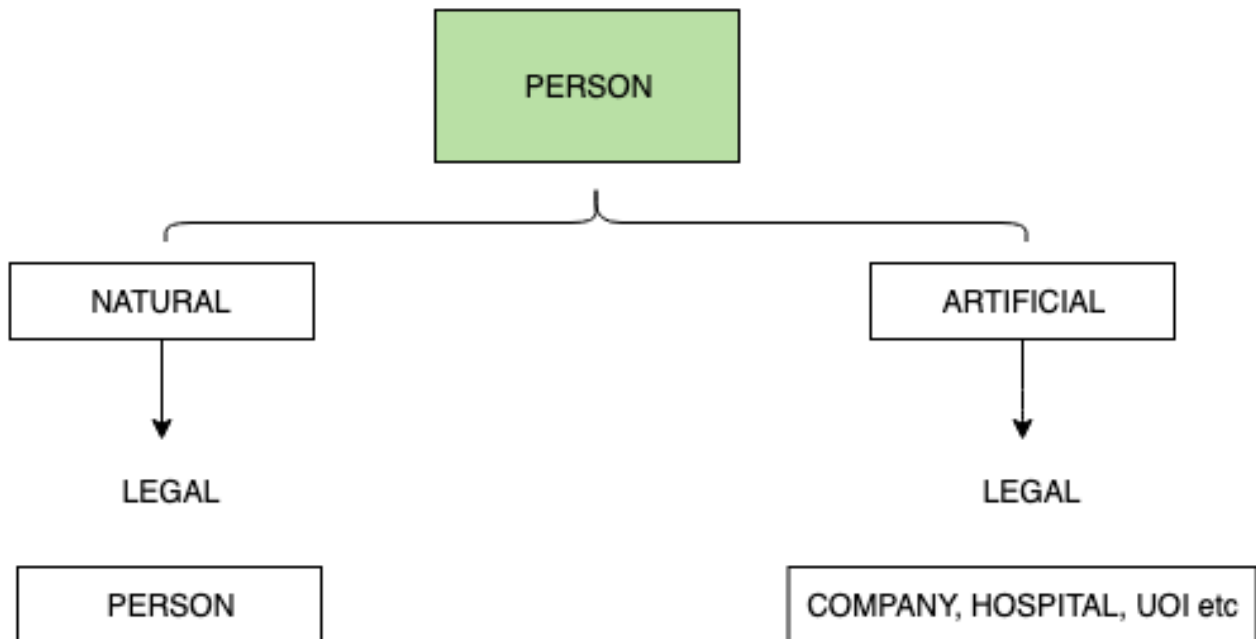 PERSON
NATURAL
ARTIFICIAL
LEGAL
LEGAL
PERSON
COMPANY, HOSPITAL, UOI etc